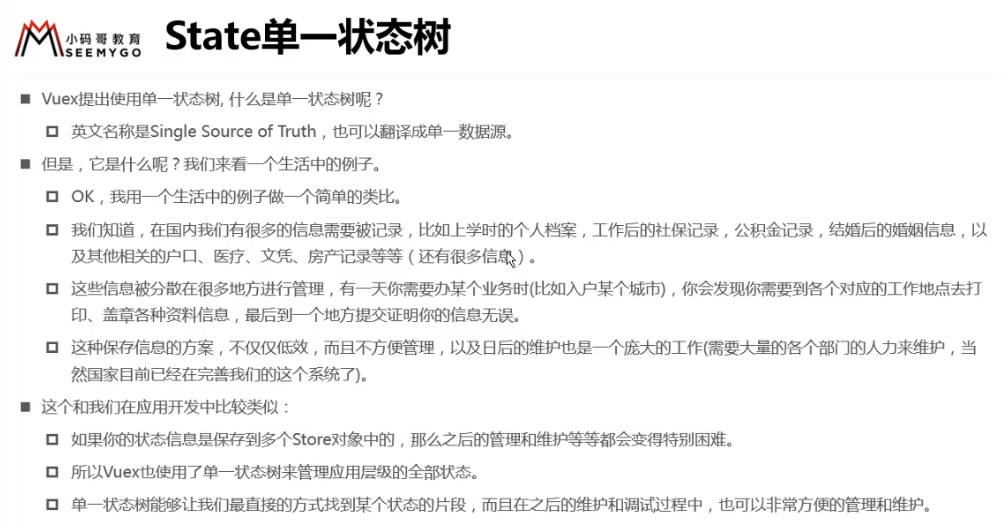 小码哥教育
SEEMYGO
State单一状态树
Vuex提出使用单一状态树, 什么是单一状态树呢？
英文名称是Single Source of Truth，也可以翻译成单一数据源。
但是，它是什么呢？我们来看一个生活中的例子。
OK，我用一个生活中的例子做一个简单的类比。
我们知道，在国内我们有很多的信息需要被记录，比如上学时的个人档案，工作后的社保记录，公积金记录，结婚后的婚姻信息，以
及其他相关的户口、医疗、文凭、房产记录等等（还有很多信息）。
这些信息被分散在很多地方进行管理，有一天你需要办某个业务时(比如入户某个城市)，你会发现你需要到各个对应的工作地点去打
印、盖章各种资料信息，最后到一个地方提交证明你的信息无误。
这种保存信息的方案，不仅仅低效，而且不方便管理，以及日后的维护也是一个庞大的工作(需要大量的各个部门的人力来维护，当
然国家目前已经在完善我们的这个系统了)。
这个和我们在应用开发中比较类似：
如果你的状态信息是保存到多个Store对象中的，那么之后的管理和维护等等都会变得特别困难。
所以Vuex也使用了单一状态树来管理应用层级的全部状态。
单一状态树能够让我们最直接的方式找到某个状态的片段，而且在之后的维护和调试过程中，也可以非常方便的管理和维护。